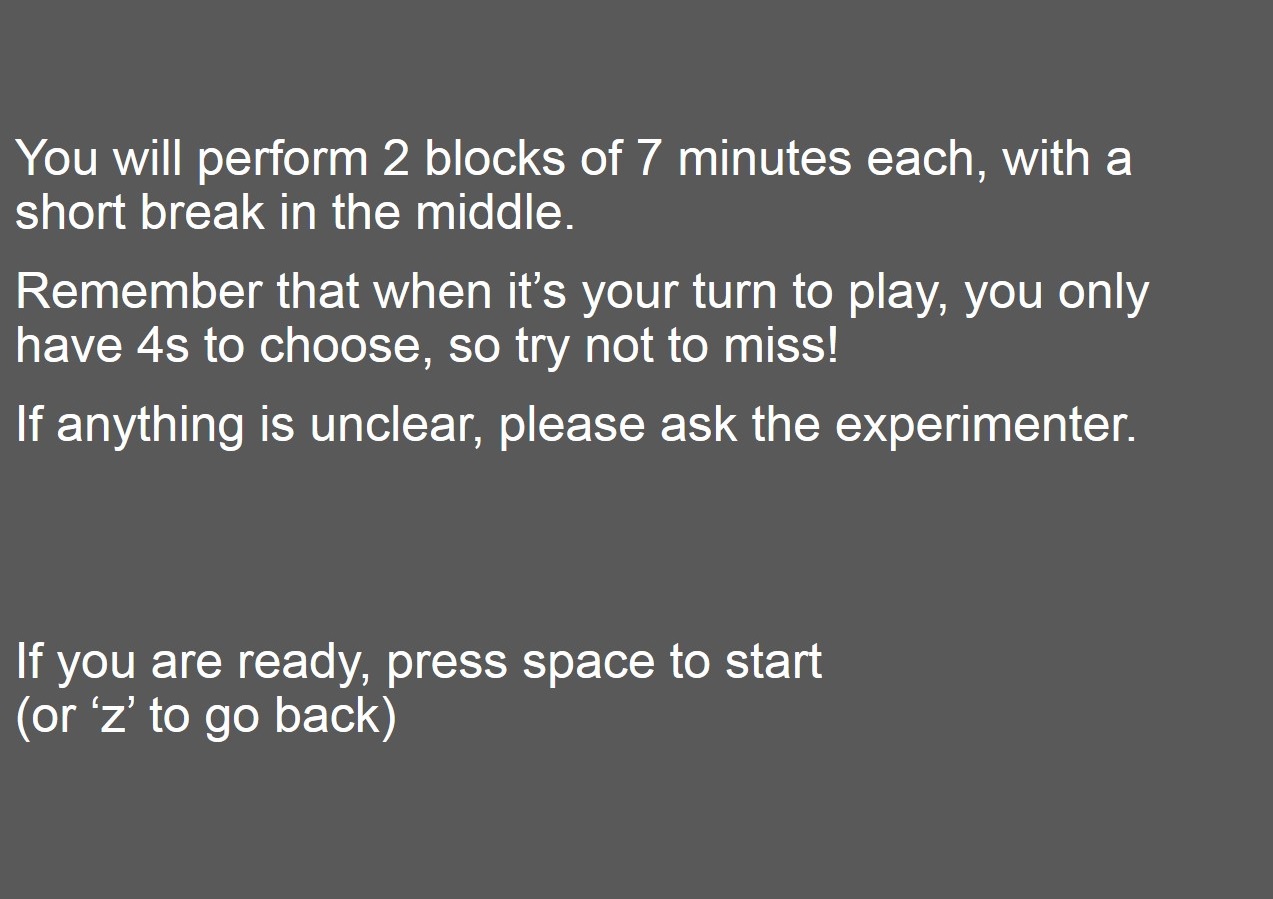 You will perform 2 blocks of 7 minutes each, with a
short break in the middle.
Remember that when it’s your turn to play, you only
have 4s to choose, so try not to miss!
If anything is unclear, please ask the experimenter.
If you are ready, press space to start
(or ‘z’ to go back)